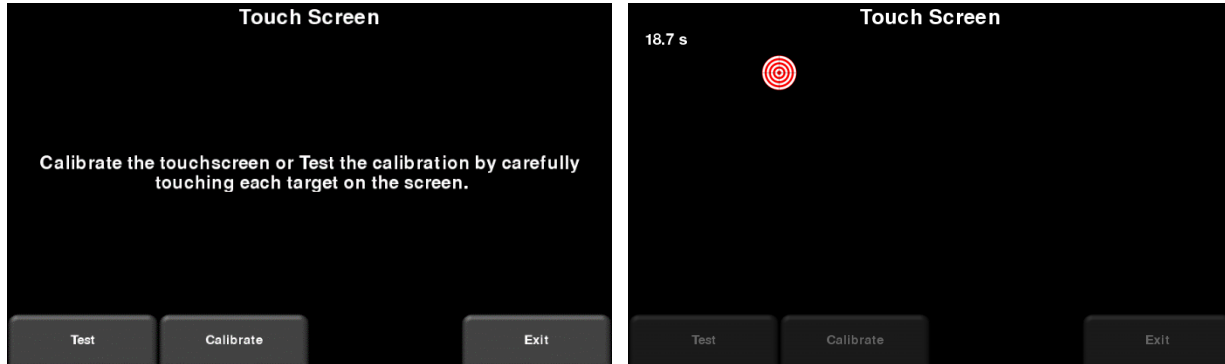 Touch Screen
Calibrate the touchscreen or Test the calibration by carefully
touching each target on the screen.
Test
Calibrate
Exit
Touch Screen
18.7 s
Test
Calibrate
Exit